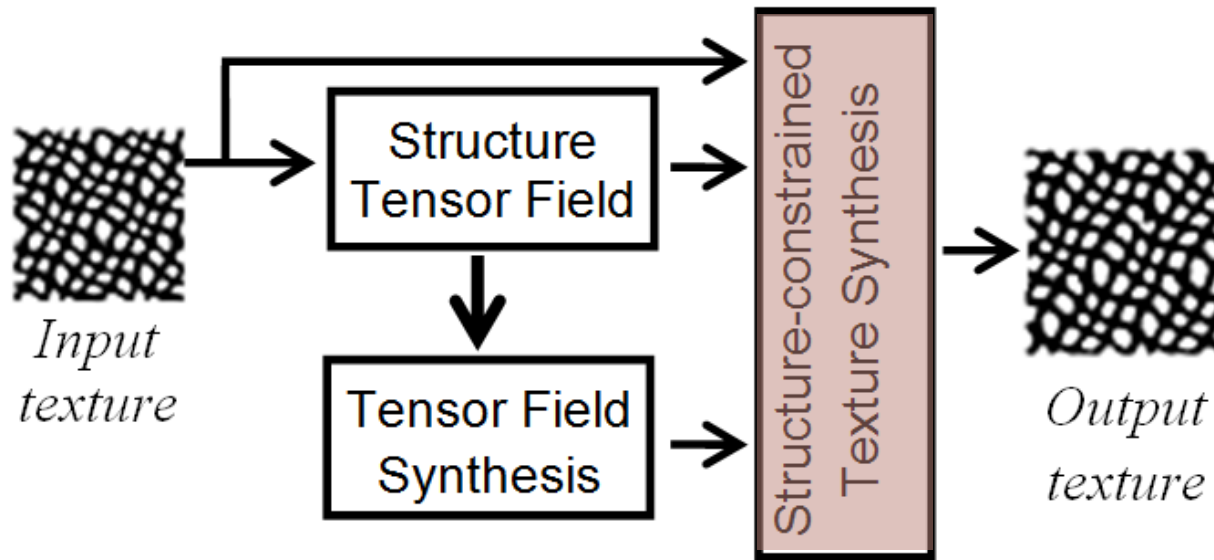 Input
texture
Structure
Tensor Field
Tensor Field
Synthesis
Structure-constrained
Texture Synthesis
Output
texture